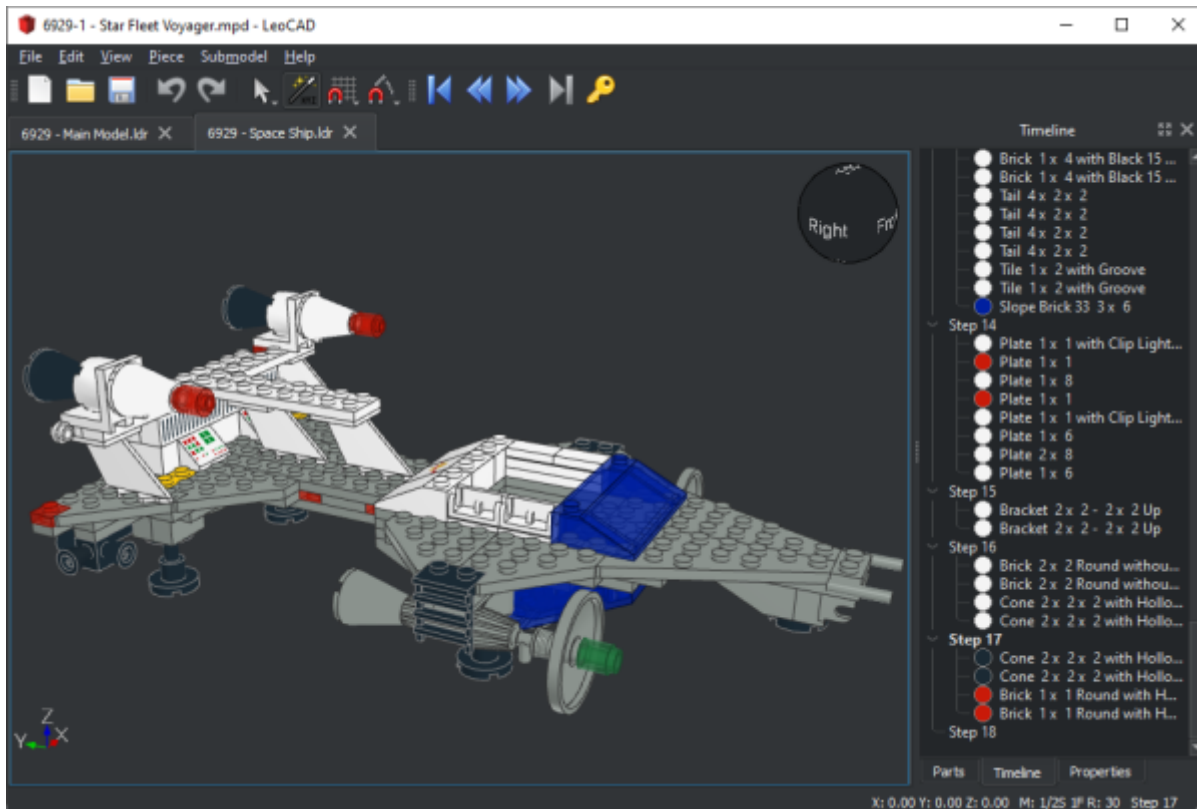 6929-1 - Star Fleet Voyager.mpd - LeoCAD
File Edit View Piece Submodel Help
6929 - Main Model.ldr
6929 - Space Ship.ldr
Timeline
Right
Brick 1 x 4 with Black 15 ...
Brick 1 x 4 with Black 15 ...
Tail 4 x 2 x 2
Tail 4 x 2 x 2
Tail 4 x 2 x 2
Tail 4 x 2 x 2
Tile 1 x 2 with Groove
Tile 1 x 2 with Groove
Slope Brick 33 3 x 6
Step 14
Plate 1 x 1 with Clip Light...
Plate 1 x 1
Plate 1 x 8
Plate 1 x 1
Plate 1 x 1 with Clip Light...
Plate 1 x 6
Plate 2 x 8
Plate 1 x 6
Step 15
Bracket 2 x 2 - 2 x 2 Up
Bracket 2 x 2 - 2 x 2 Up
Step 16
Brick 2 x 2 Round withou...
Brick 2 x 2 Round withou...
Cone 2 x 2 x 2 with Hollo...
Cone 2 x 2 x 2 with Hollo...
Step 17
Cone 2 x 2 x 2 with Hollo...
Cone 2 x 2 x 2 with Hollo...
Brick 1 x 1 Round with H...
Brick 1 x 1 Round with H...
Step 18
Z
Y X
Parts Timeline Properties
X: 0.00 Y: 0.00 Z: 0.00 M: 1/2S 1F R: 30 Step 17